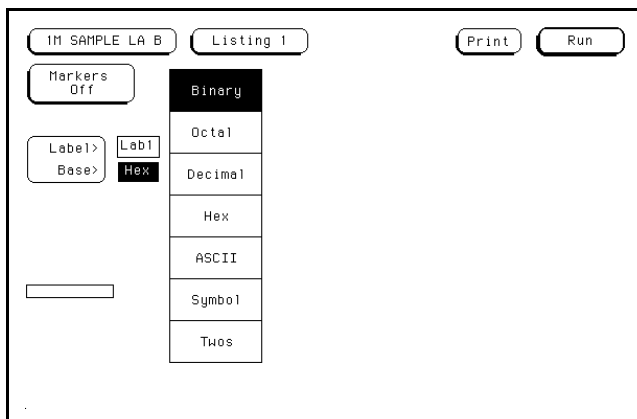 1M SAMPLE LA B Listing 1 Print Run
Markers
Off
Label> Lab1
Base> Hex
Binary
Octal
Decimal
Hex
ASCII
Symbol
Twos